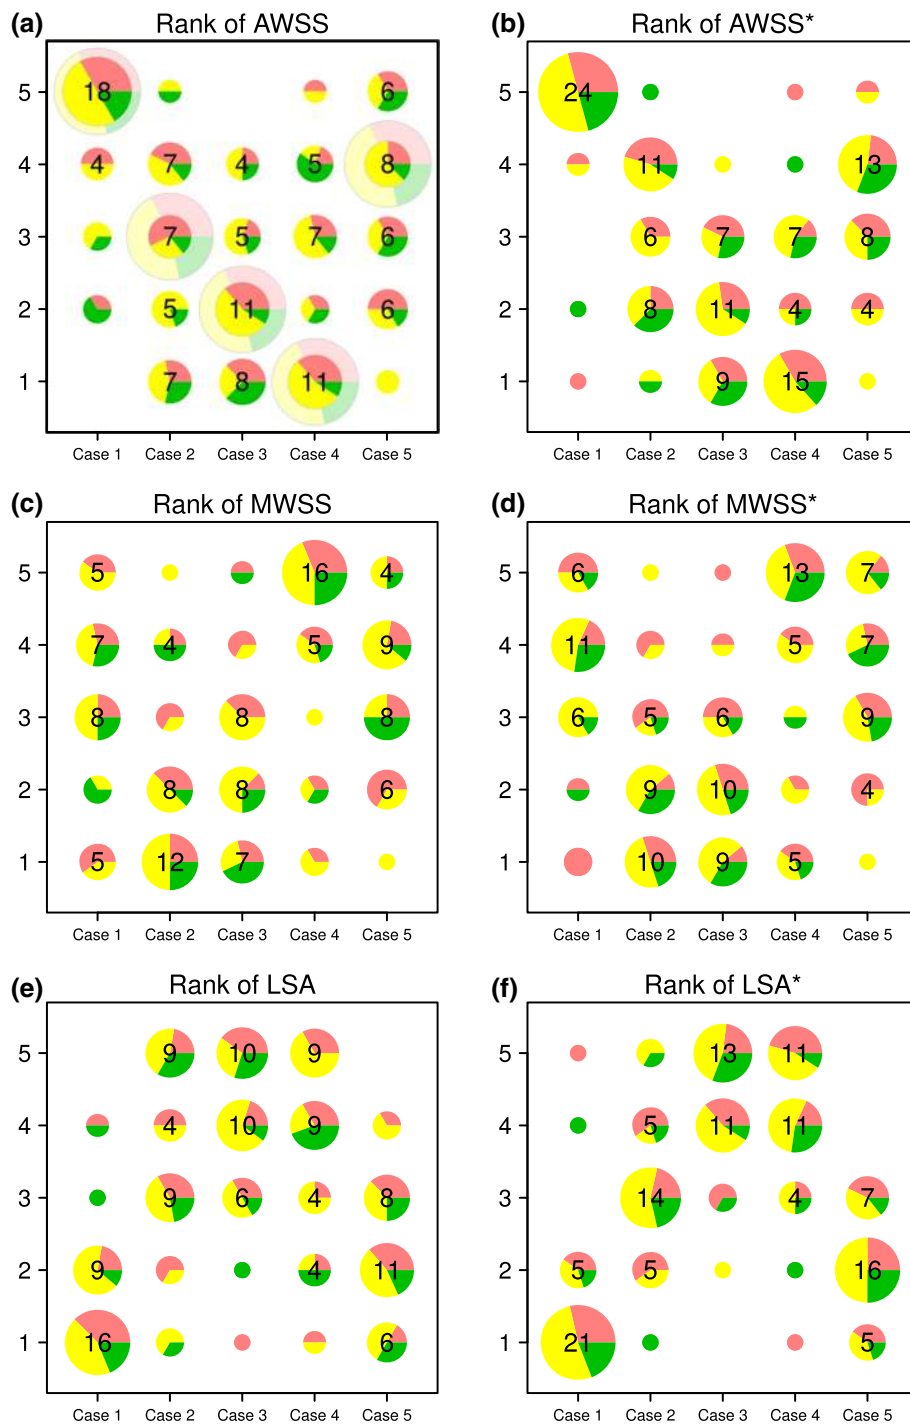 (a) Rank of AWSS (b) Rank of AWSS*
5 18 6 24
4 4 7 4 5 8 11 13
3 7 5 7 6 6 7 7 8
2 5 11 6 8 11 4 4
1 7 8 11 9 15
Case 1 Case 2 Case 3 Case 4 Case 5 Case 1 Case 2 Case 3 Case 4 Case 5
(c) Rank of MWSS (d) Rank of MWSS*
5 5 16 4 6 13 7
4 7 4 5 9 11 5 7
3 8 8 8 6 5 6 9
2 8 8 6 9 10 4
1 5 12 7 10 9 5
Case 1 Case 2 Case 3 Case 4 Case 5 Case 1 Case 2 Case 3 Case 4 Case 5
(e) Rank of LSA (f) Rank of LSA*
5 9 10 9 13 11
4 4 10 9 5 11 11
3 9 6 4 8 14 4 7
2 9 4 11 5 5 16
1 16 6 21 5
Case 1 Case 2 Case 3 Case 4 Case 5 Case 1 Case 2 Case 3 Case 4 Case 5